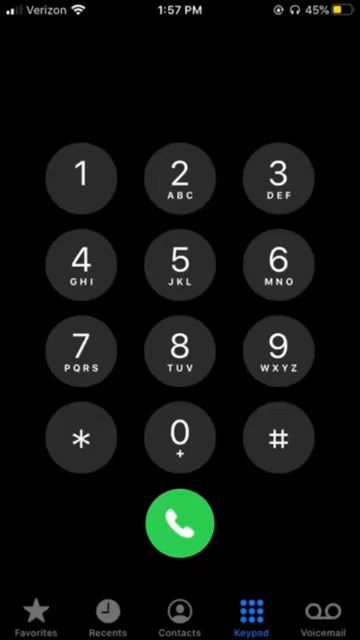 Verizon 1:57 PM 45%
1 2 3
ABC DEF
4 5 6
GHI JKL MNO
7 8 9
PQRS TUV WXYZ
* 0 #
+
Favorites Recents Contacts Keypad Voicemail